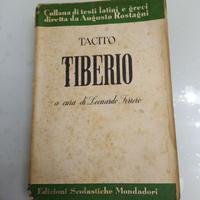 Collana di testi latini e greci
diretta da Augusto Rostagni
TACITO
TIBERIO
a cura di Leonardo Ferrero
Edizioni Scolastiche Mondadori